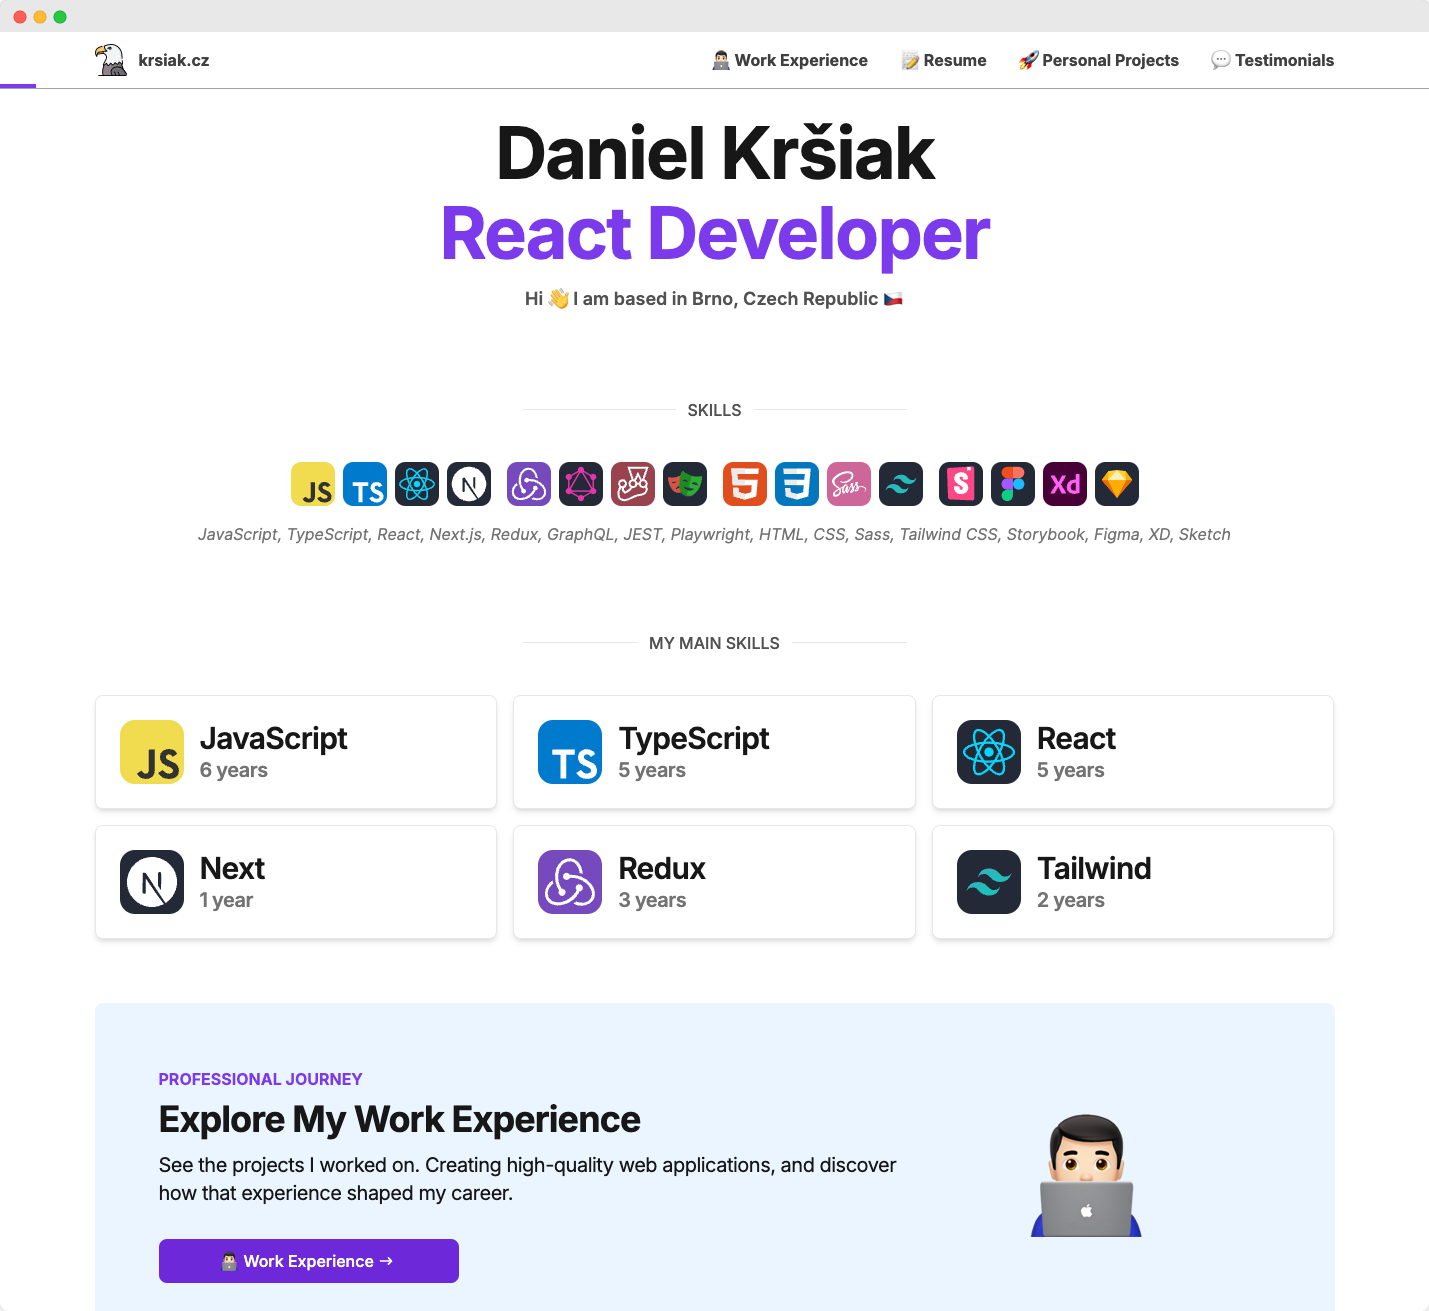 krsiak.cz
Work Experience
Resume
Personal Projects
Testimonials
Daniel Kršiak
React Developer
Hi 👋 I am based in Brno, Czech Republic 🇨🇿
SKILLS
JS TS N Sass S Xd
JavaScript, TypeScript, React, Next.js, Redux, GraphQL, JEST, Playwright, HTML, CSS, Sass, Tailwind CSS, Storybook, Figma, XD, Sketch
MY MAIN SKILLS
JS
JavaScript
6 years
TS
TypeScript
5 years
React
5 years
N
Next
1 year
Redux
3 years
Tailwind
2 years
PROFESSIONAL JOURNEY
Explore My Work Experience
See the projects I worked on. Creating high-quality web applications, and discover
how that experience shaped my career.
Work Experience →